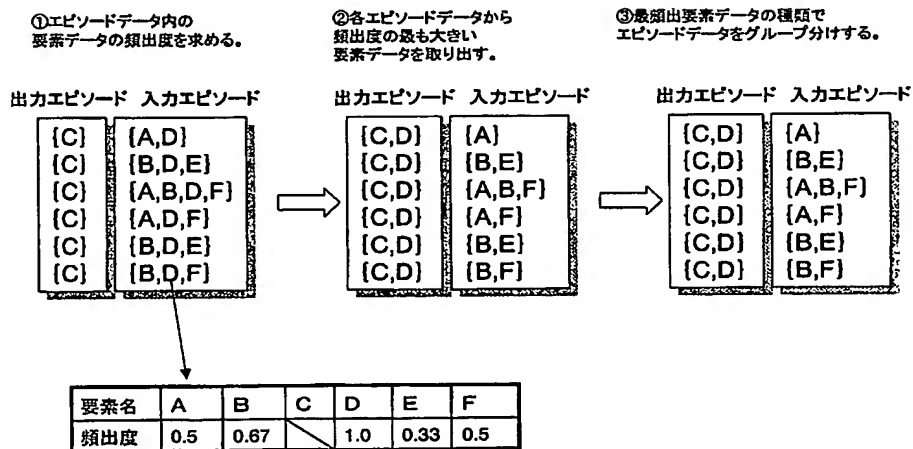 ①エピソードデータ内の
要素データの頻出度を求める。
②各エピソードデータから
頻出度の最も大きい
要素データを取り出す。
③最頻出要素データの種類で
エピソードデータをグループ分けする。
出力エピソード 入力エピソード
{C} {A,D}
{C} {B,D,E}
{C} {A,B,D,F}
{C} {A,D,F}
{C} {B,D,E}
{C} {B,D,F}
出力エピソード 入力エピソード
{C,D} {A}
{C,D} {B,E}
{C,D} {A,B,F}
{C,D} {A,F}
{C,D} {B,E}
{C,D} {B,F}
出力エピソード 入力エピソード
{C,D} {A}
{C,D} {B,E}
{C,D} {A,B,F}
{C,D} {A,F}
{C,D} {B,E}
{C,D} {B,F}
要素名 A B C D E F
頻出度 0.5 0.67 1.0 0.33 0.5